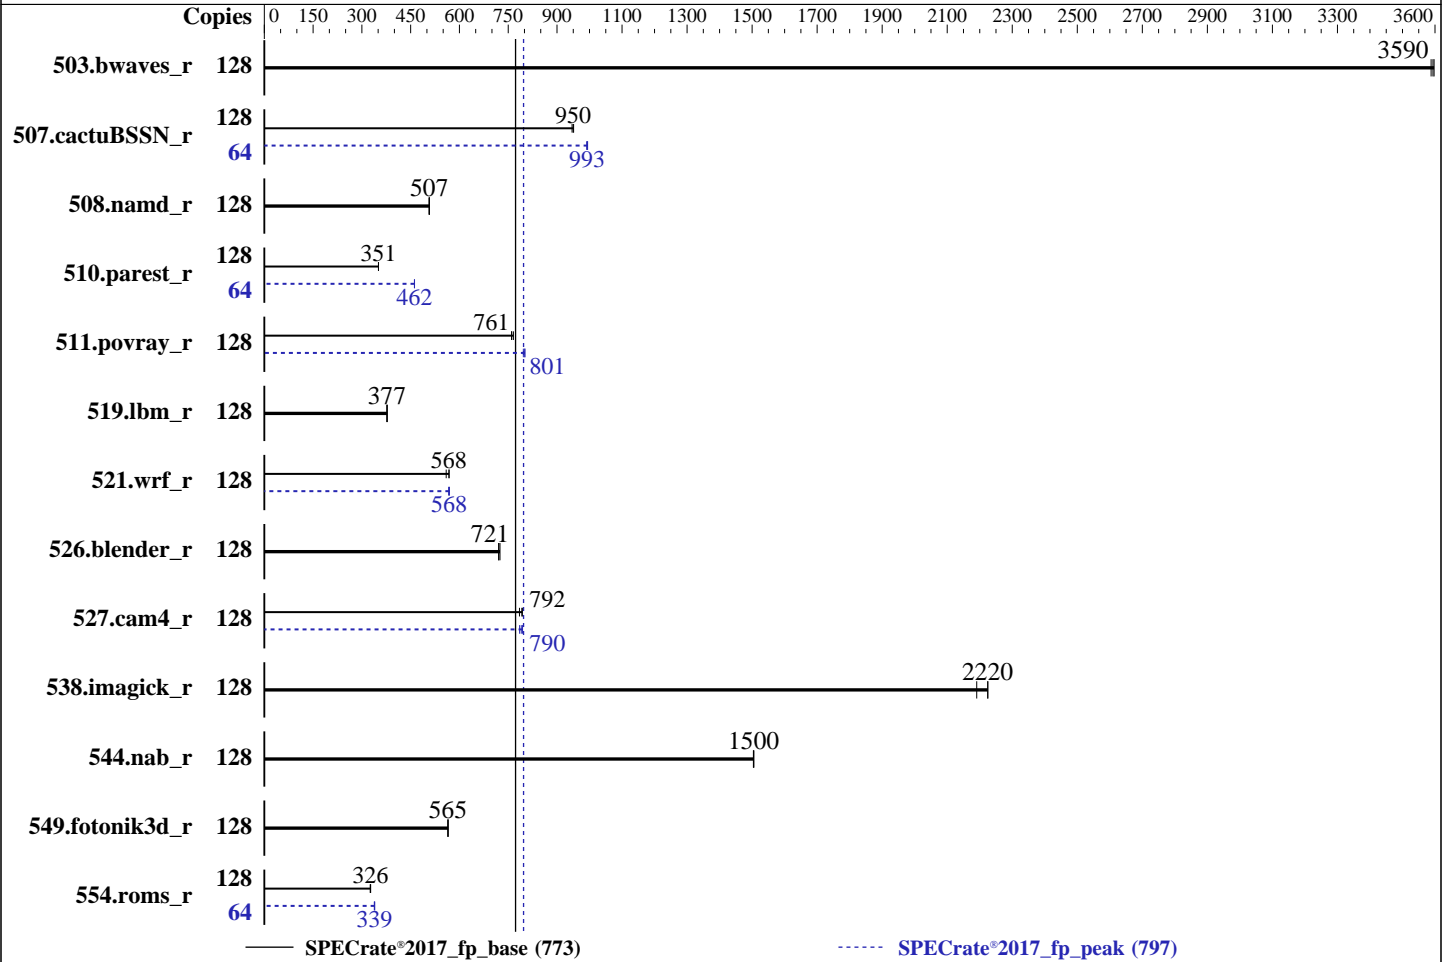 Copies 0 150 300 450 600 750 900 1100 1300 1500 1700 1900 2100 2300 2500 2700 2900 3100 3300 3600
503.bwaves_r 128 3590
507.cactuBSSN_r 128 950
64 993
508.namd_r 128 507
510.parest_r 128 351
64 462
511.povray_r 128 761
801
519.lbm_r 128 377
521.wrf_r 128 568
568
526.blender_r 128 721
527.cam4_r 128 792
790
538.imagick_r 128 2220
544.nab_r 128 1500
549.fotonik3d_r 128 565
554.roms_r 128 326
64 339
SPECrate®2017_fp_base (773) SPECrate®2017_fp_peak (797)